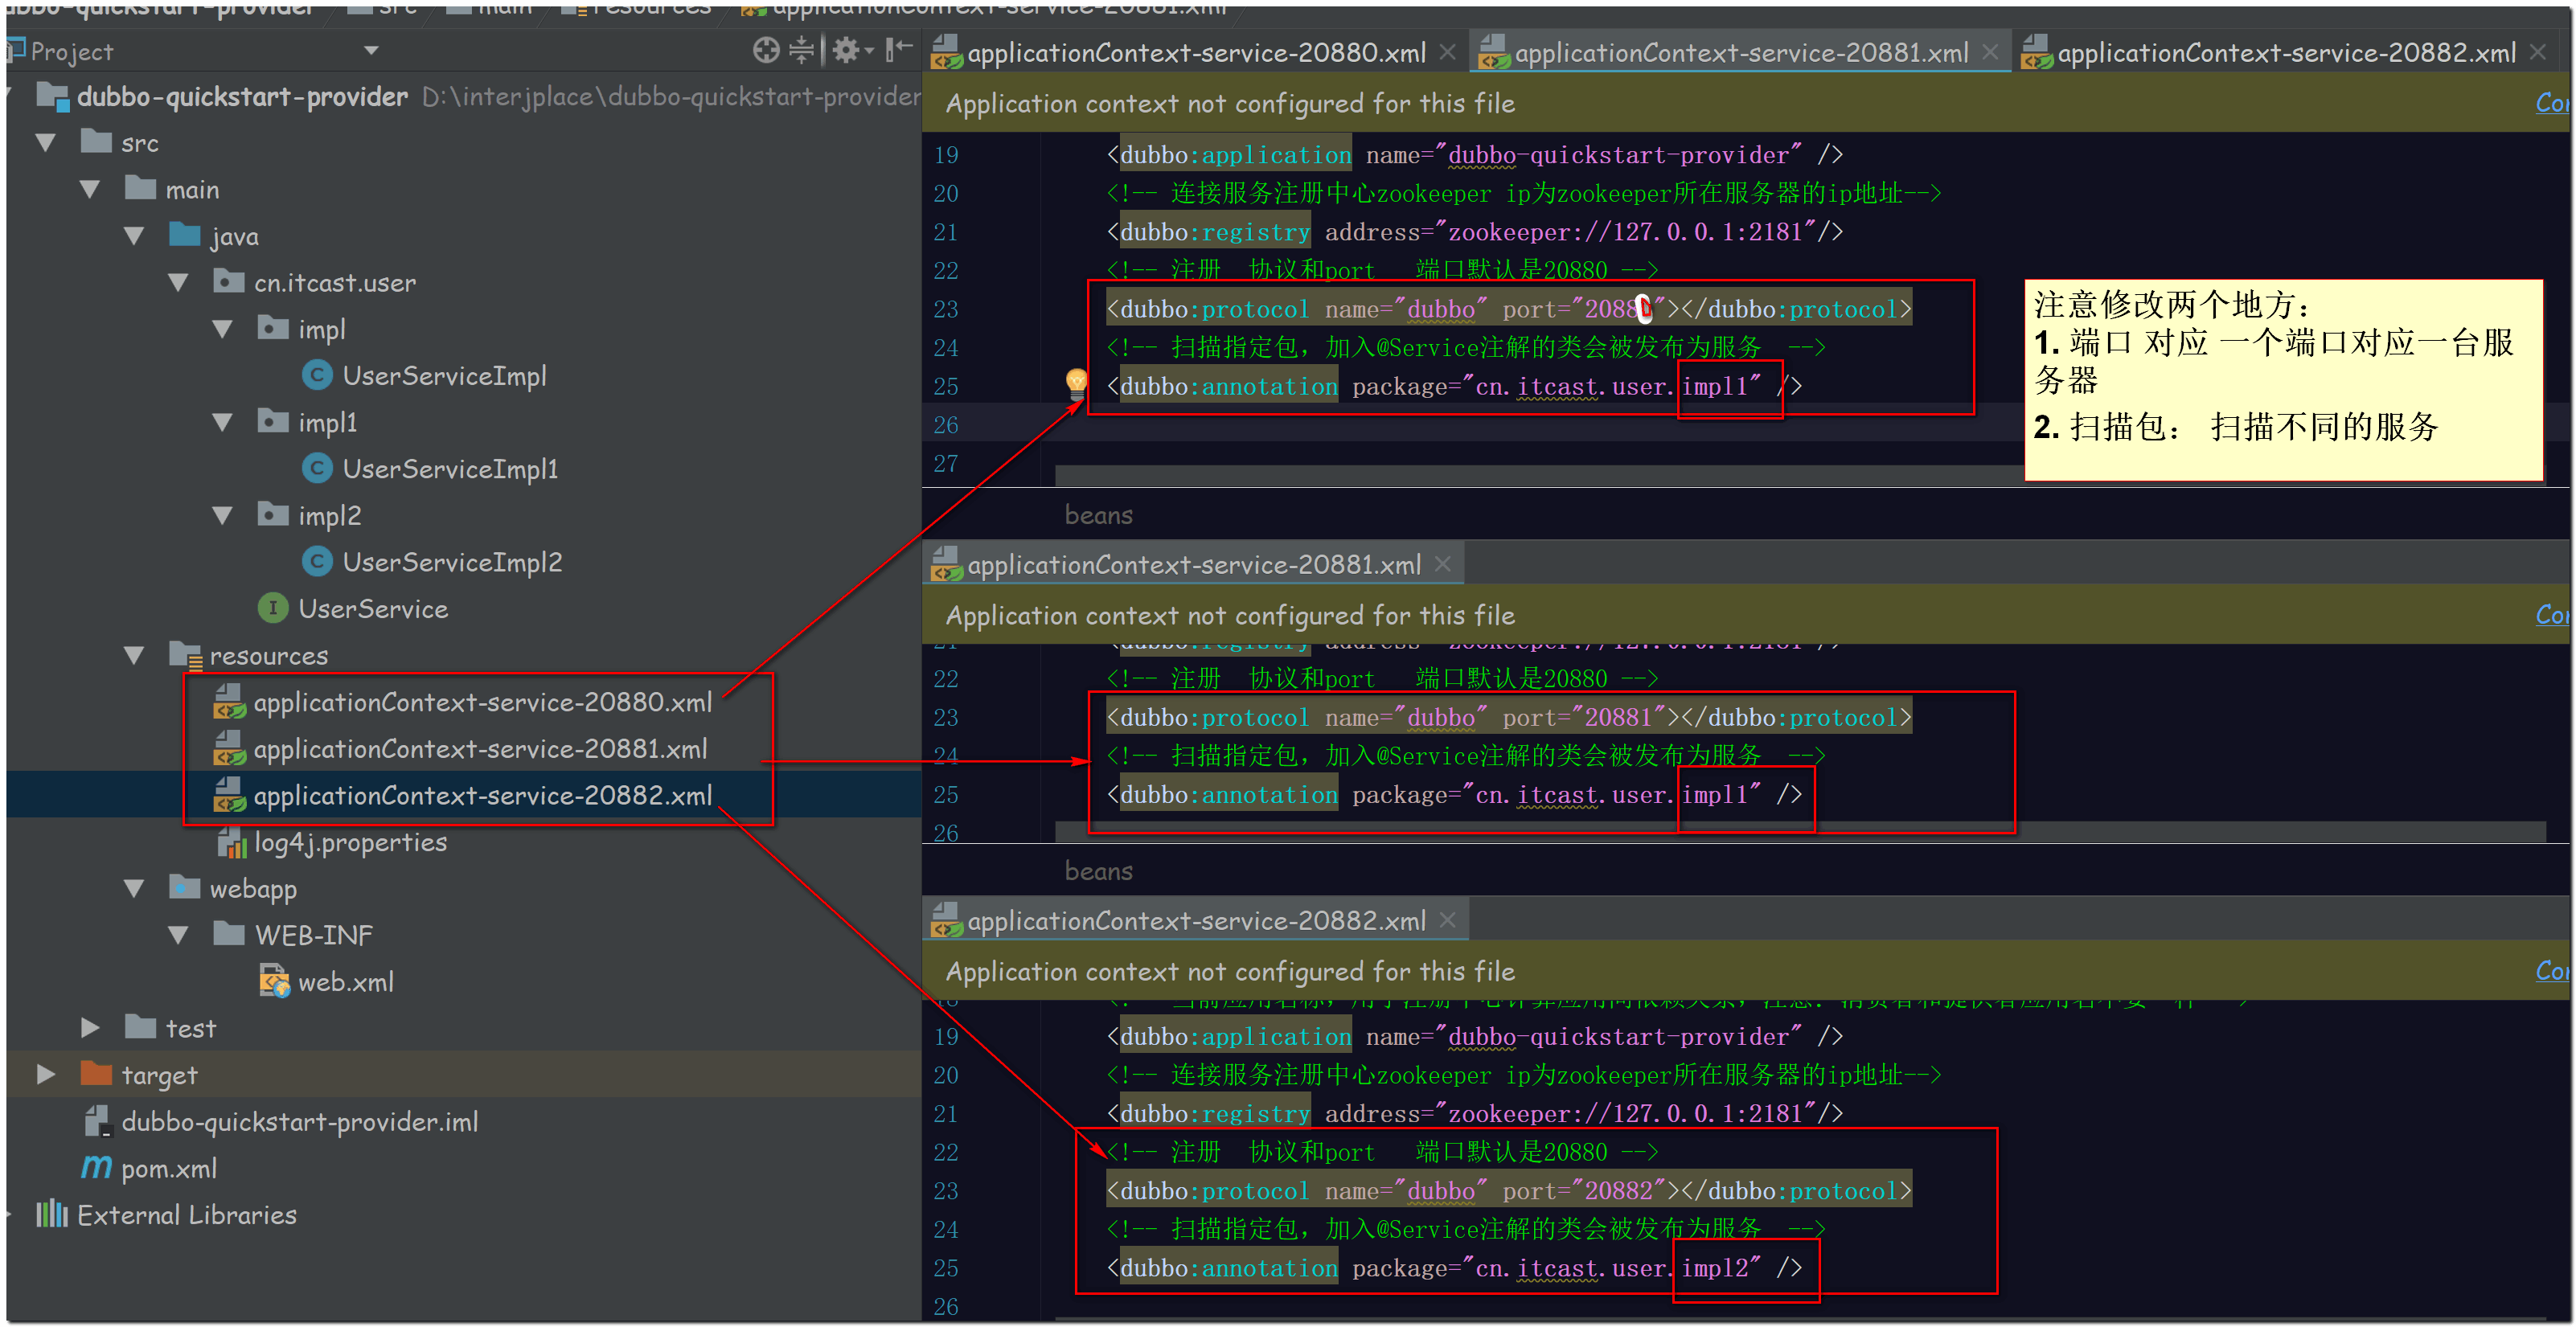 dubbo-quickstart-provider src main resources applicationContext-service-20881.xml
Project
dubbo-quickstart-provider D:\interjplace\dubbo-quickstart-provider
src
main
java
cn.itcast.user
impl
UserServiceImpl
impl1
UserServiceImpl1
impl2
UserServiceImpl2
UserService
resources
applicationContext-service-20880.xml
applicationContext-service-20881.xml
applicationContext-service-20882.xml
log4j.properties
webapp
WEB-INF
web.xml
test
target
dubbo-quickstart-provider.iml
pom.xml
External Libraries
applicationContext-service-20880.xml applicationContext-service-20881.xml applicationContext-service-20882.xml
Application context not configured for this file
19 <dubbo:application name="dubbo-quickstart-provider" />
20 <!-- 连接服务注册中心zookeeper ip为zookeeper所在服务器的ip地址-->
21 <dubbo:registry address="zookeeper://127.0.0.1:2181"/>
22 <!-- 注册 协议和port 端口默认是20880 -->
23 <dubbo:protocol name="dubbo" port="20880"></dubbo:protocol>
24 <!-- 扫描指定包，加入@Service注解的类会被发布为服务 -->
25 <dubbo:annotation package="cn.itcast.user.impl1" />
26
27
beans
注意修改两个地方：
1. 端口 对应 一个端口对应一台服
务器
2. 扫描包： 扫描不同的服务
applicationContext-service-20881.xml
Application context not configured for this file
21 <dubbo:registry address="zookeeper://127.0.0.1:2181"/>
22 <!-- 注册 协议和port 端口默认是20880 -->
23 <dubbo:protocol name="dubbo" port="20881"></dubbo:protocol>
24 <!-- 扫描指定包，加入@Service注解的类会被发布为服务 -->
25 <dubbo:annotation package="cn.itcast.user.impl1" />
26
beans
applicationContext-service-20882.xml
Application context not configured for this file
19 <dubbo:application name="dubbo-quickstart-provider" />
20 <!-- 连接服务注册中心zookeeper ip为zookeeper所在服务器的ip地址-->
21 <dubbo:registry address="zookeeper://127.0.0.1:2181"/>
22 <!-- 注册 协议和port 端口默认是20880 -->
23 <dubbo:protocol name="dubbo" port="20882"></dubbo:protocol>
24 <!-- 扫描指定包，加入@Service注解的类会被发布为服务 -->
25 <dubbo:annotation package="cn.itcast.user.impl2" />
26